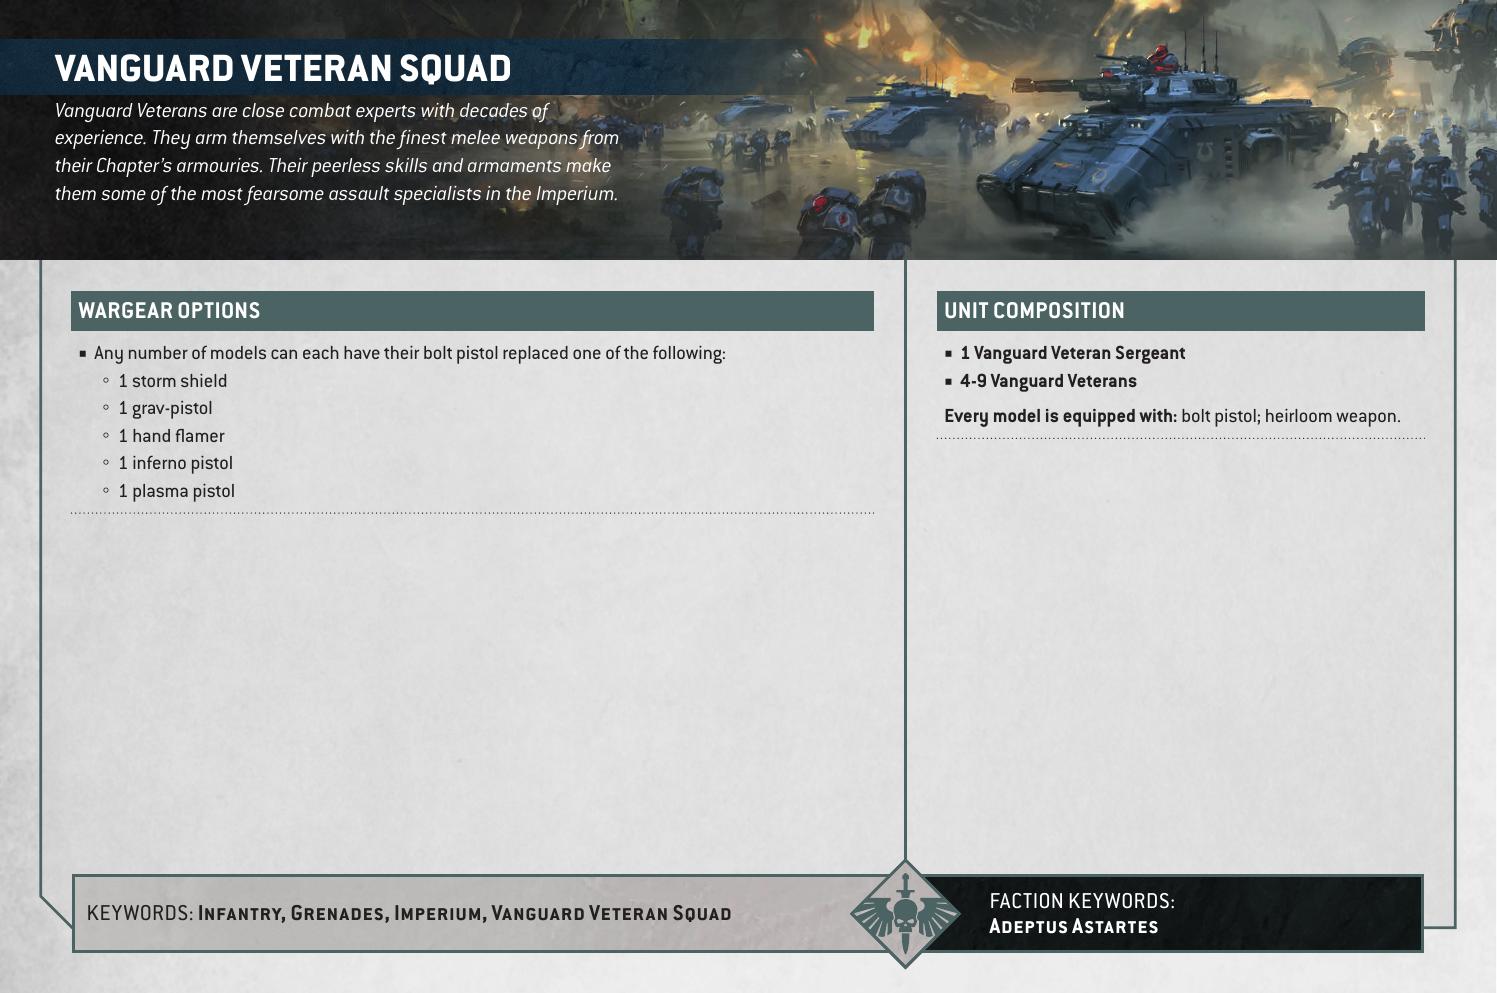 VANGUARD VETERAN SQUAD
Vanguard Veterans are close combat experts with decades of
experience. They arm themselves with the finest melee weapons from
their Chapter's armouries. Their peerless skills and armaments make
them some of the most fearsome assault specialists in the Imperium.
WARGEAR OPTIONS
■ Any number of models can each have their bolt pistol replaced one of the following:
◦ 1 storm shield
◦ 1 grav-pistol
◦ 1 hand flamer
◦ 1 inferno pistol
◦ 1 plasma pistol
UNIT COMPOSITION
■ 1 Vanguard Veteran Sergeant
■ 4-9 Vanguard Veterans
Every model is equipped with: bolt pistol; heirloom weapon.
KEYWORDS: Infantry, Grenades, Imperium, Vanguard Veteran Squad
FACTION KEYWORDS:
Adeptus Astartes